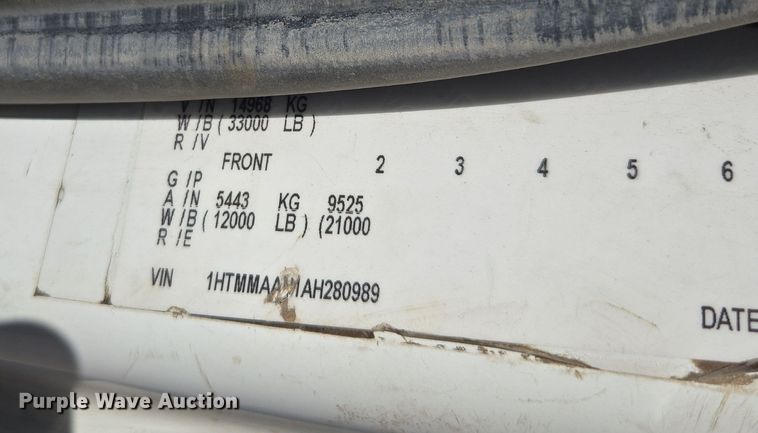 V /N 14968 KG
W /B ( 33000 LB )
R /V
FRONT 2 3 4 5 6
G /P
A /N 5443 KG 9525
W /B ( 12000 LB ) (21000
R /E
VIN
DATE
Purple Wave Auction